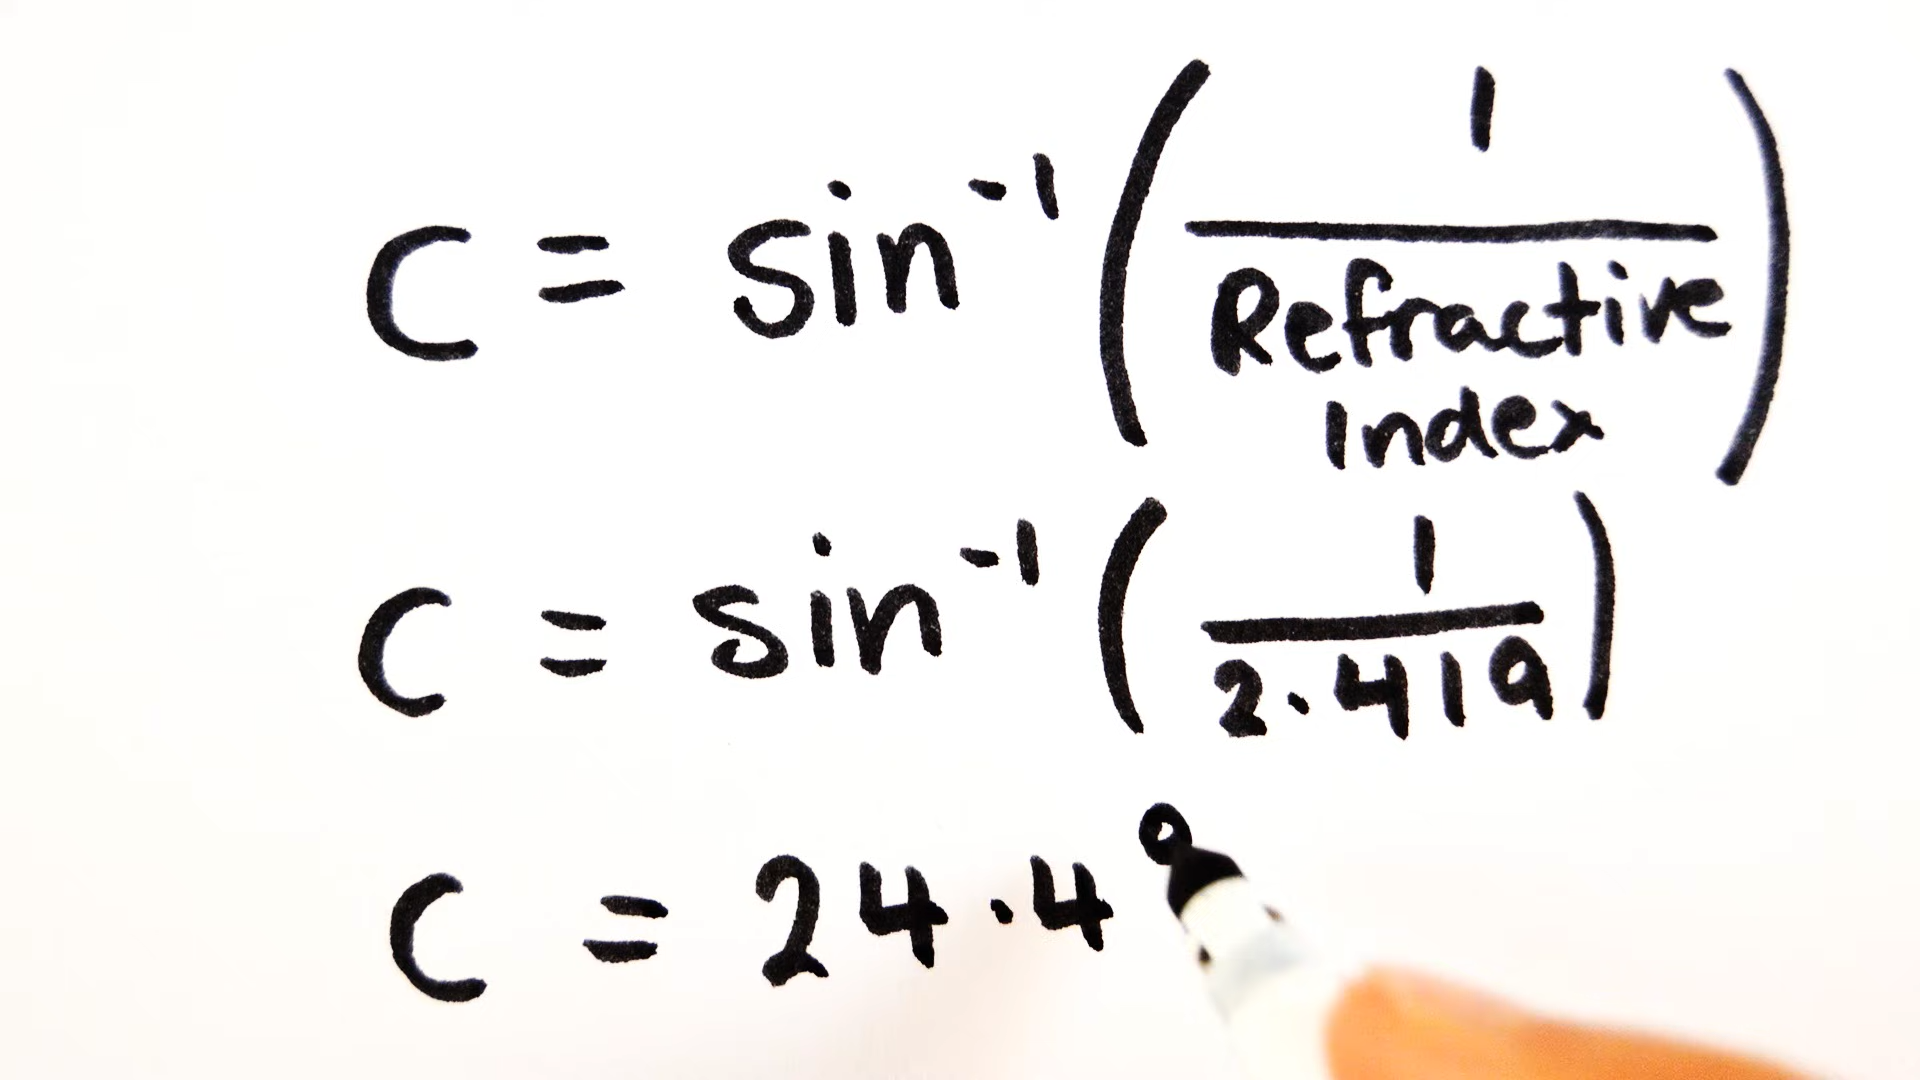 C = sin⁻¹ (1 / Refractive Index)
C = sin⁻¹ (1 / 2.419)
C = 24.4°